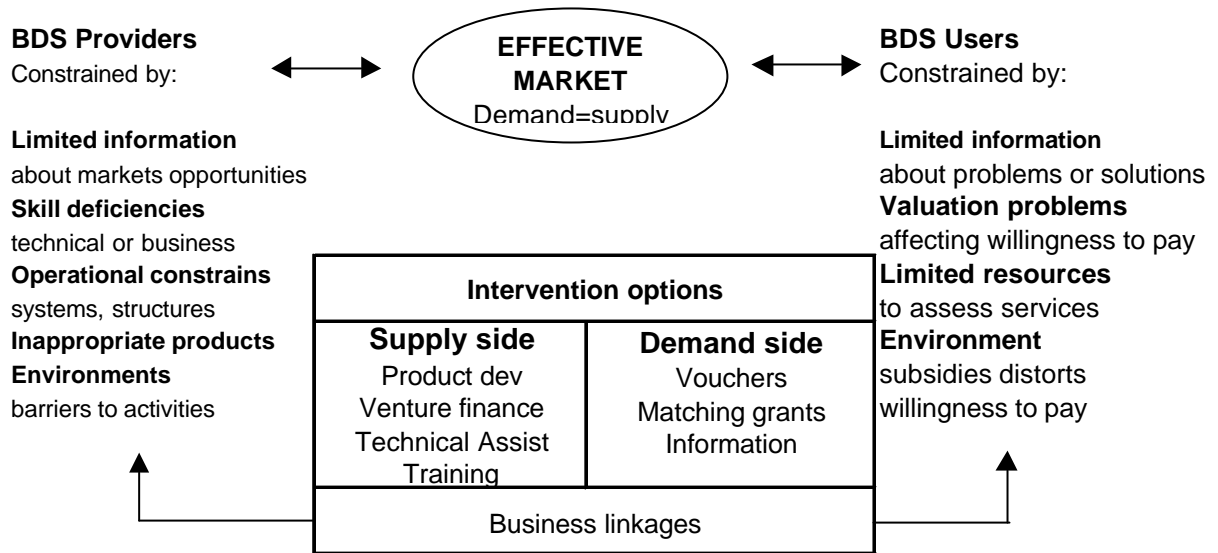 BDS Providers
Constrained by:
Limited information
about markets opportunities
Skill deficiencies
technical or business
Operational constrains
systems, structures
Inappropriate products
Environments
barriers to activities
EFFECTIVE
MARKET
Demand=supply
BDS Users
Constrained by:
Limited information
about problems or solutions
Valuation problems
affecting willingness to pay
Limited resources
to assess services
Environment
subsidies distorts
willingness to pay
Intervention options
Supply side
Product dev
Venture finance
Technical Assist
Training
Demand side
Vouchers
Matching grants
Information
Business linkages